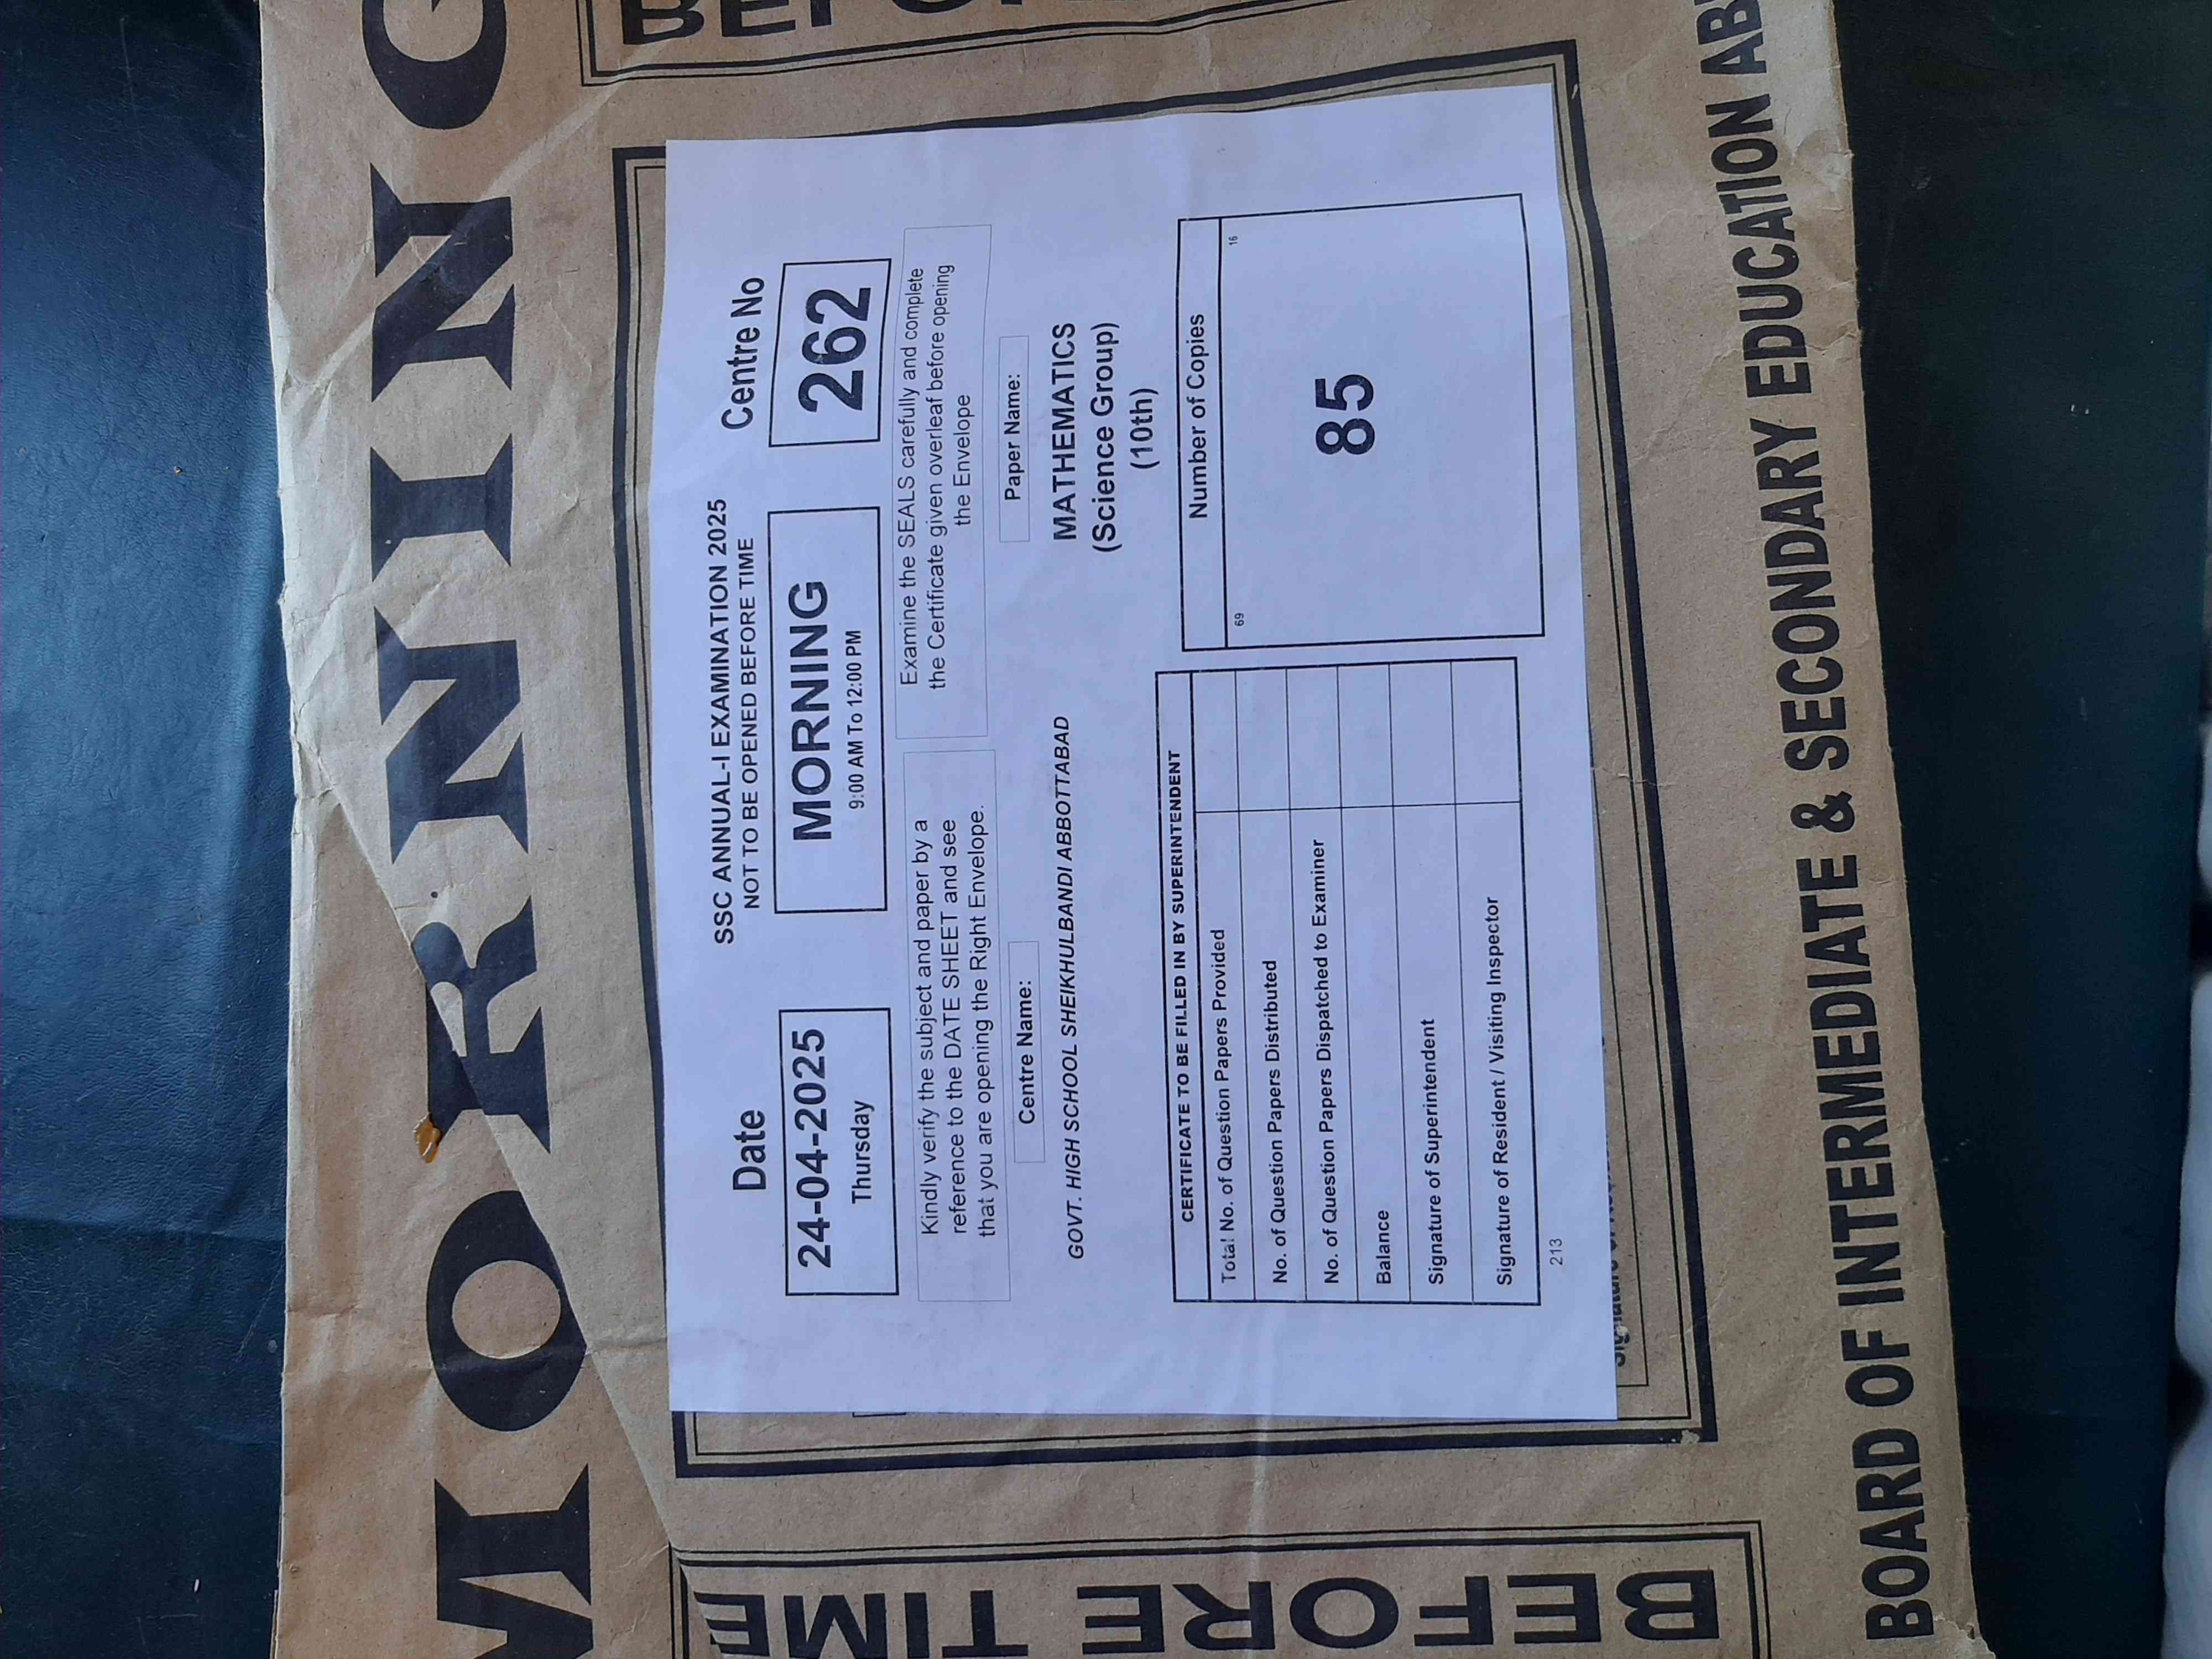 MORNING
SSC ANNUAL-I EXAMINATION 2025
NOT TO BE OPENED BEFORE TIME
Date
Centre No
24-04-2025
Thursday
MORNING
9:00 AM To 12:00 PM
262
Kindly verify the subject and paper by a
reference to the DATE SHEET and see
that you are opening the Right Envelope.
Examine the SEALS carefully and complete
the Certificate given overleaf before opening
the Envelope
Centre Name:
GOVT. HIGH SCHOOL SHEIKHULBANDI ABBOTTABAD
Paper Name:
MATHEMATICS
(Science Group)
(10th)
CERTIFICATE TO BE FILLED IN BY SUPERINTENDENT
Total No. of Question Papers Provided
No. of Question Papers Distributed
No. of Question Papers Dispatched to Examiner
Balance
Signature of Superintendent
Signature of Resident / Visiting Inspector
213
Number of Copies
69
16
85
BEFORE TIME
BOARD OF INTERMEDIATE & SECONDARY EDUCATION AB